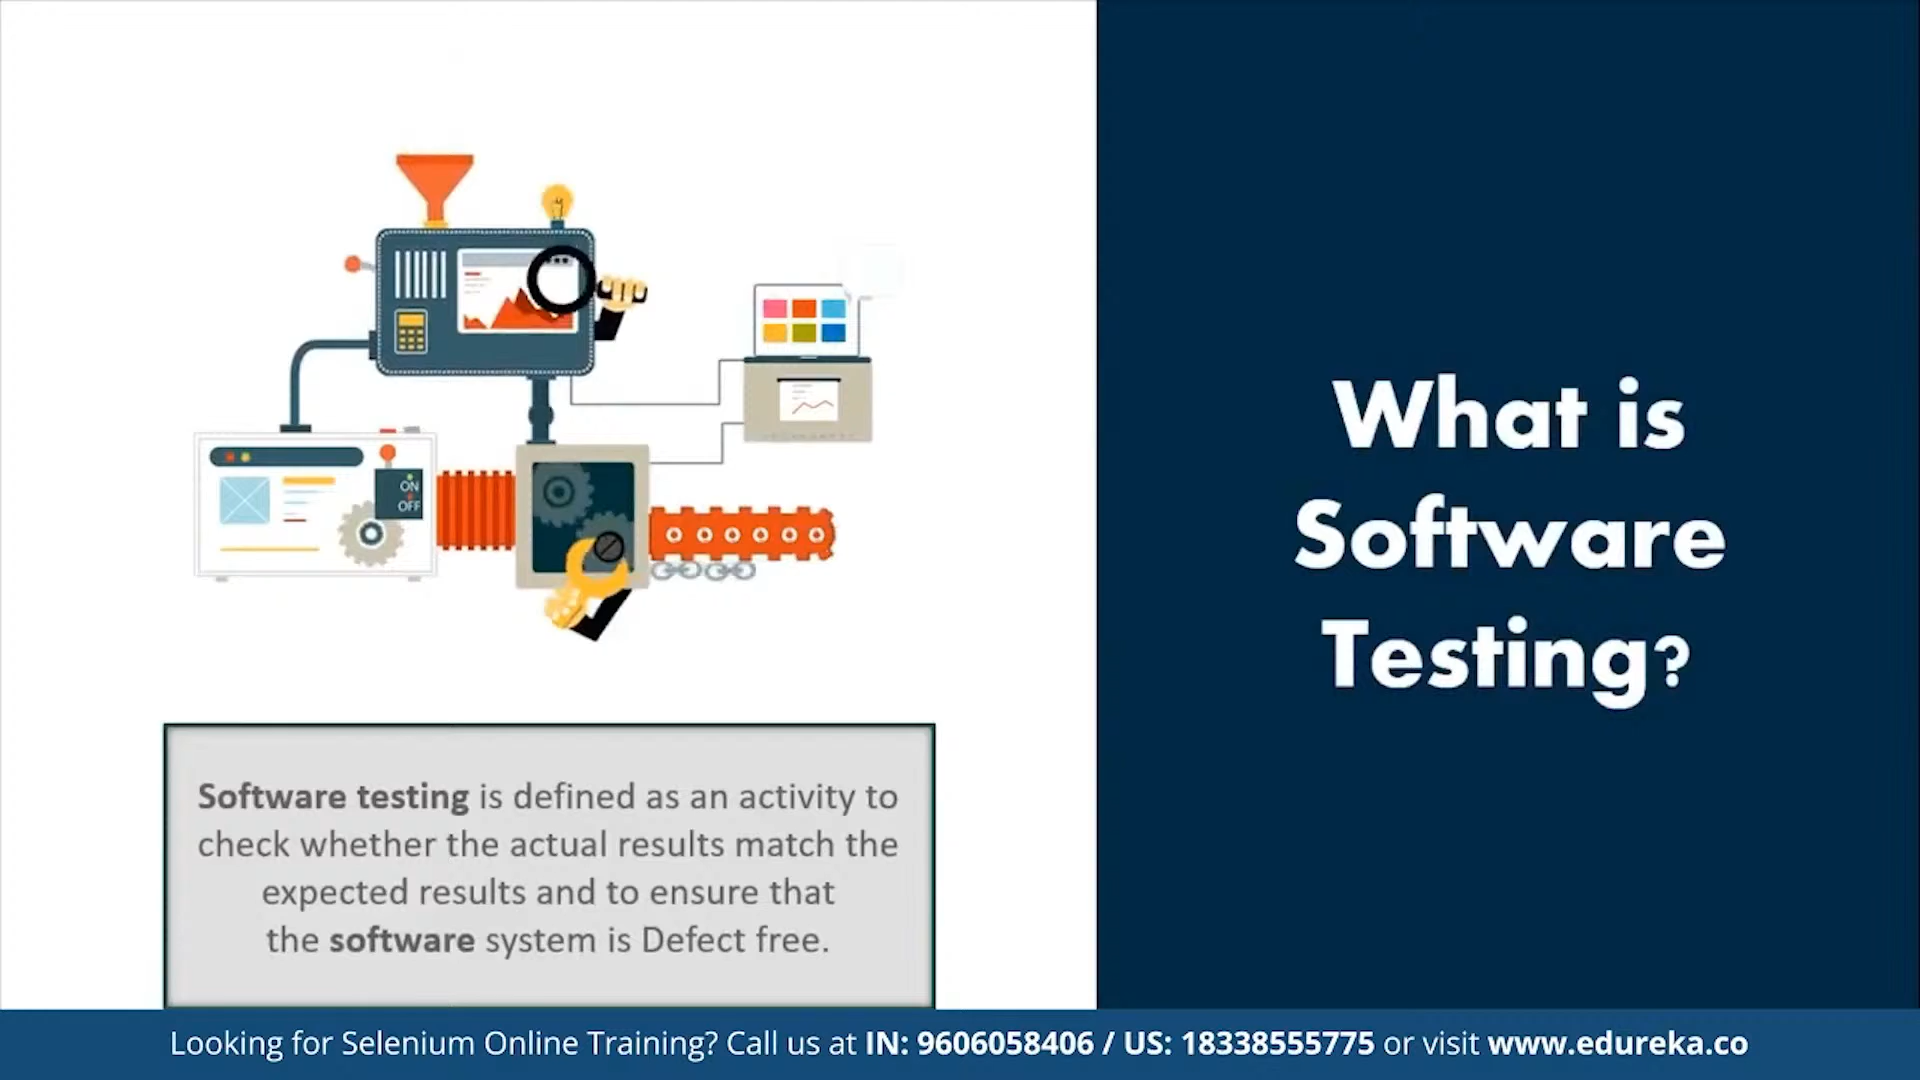 ON
OFF
What is
Software
Testing?
Software testing is defined as an activity to
check whether the actual results match the
expected results and to ensure that
the software system is Defect free.
Looking for Selenium Online Training? Call us at IN: 9606058406 / US: 18338555775 or visit www.edureka.co